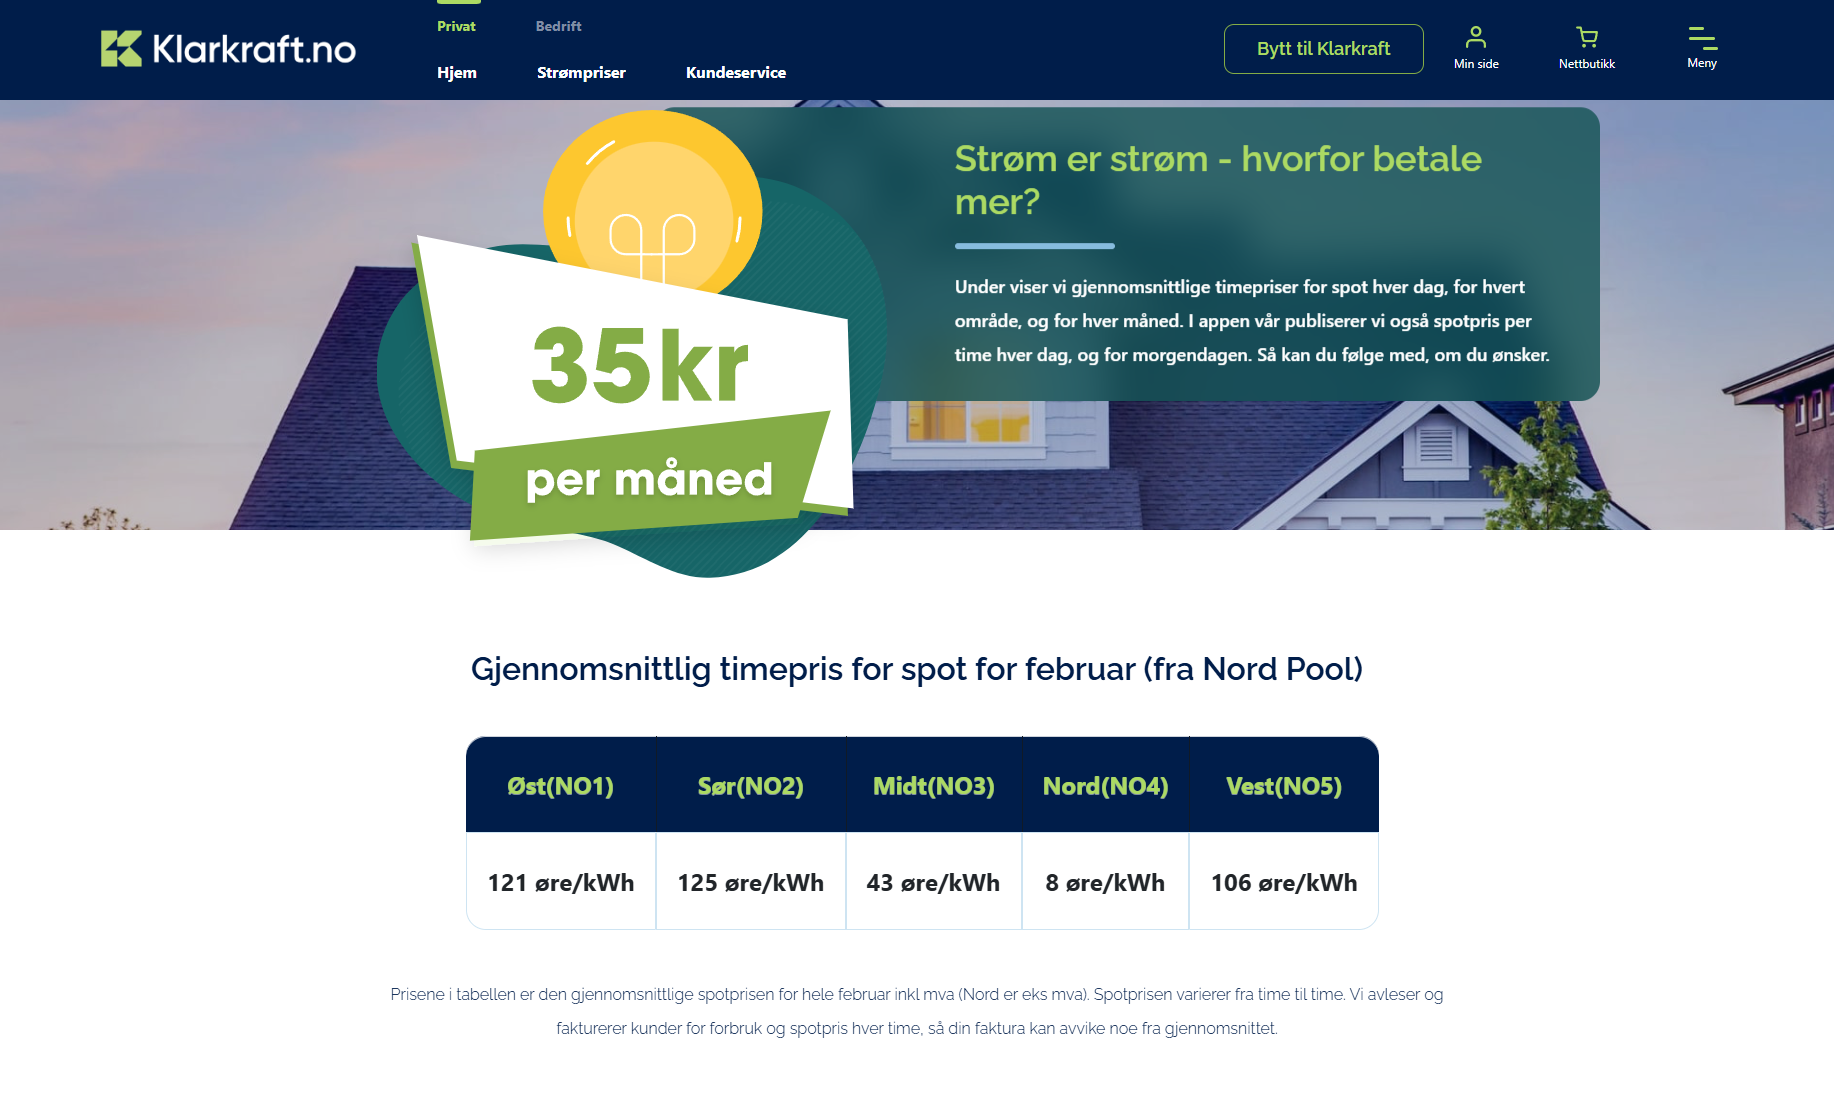 Klarkraft.no
Privat
Bedrift
Hjem
Strømpriser
Kundeservice
Bytt til Klarkraft
Min side
Nettbutikk
Meny
Strøm er strøm - hvorfor betale
mer?
Under viser vi gjennomsnittlige timepriser for spot hver dag, for hvert
område, og for hver måned. I appen vår publiserer vi også spotpris per
time hver dag, og for morgendagen. Så kan du følge med, om du ønsker.
35kr
per måned
Gjennomsnittlig timepris for spot for februar (fra Nord Pool)
Øst(NO1) Sør(NO2) Midt(NO3) Nord(NO4) Vest(NO5)
121 øre/kWh 125 øre/kWh 43 øre/kWh 8 øre/kWh 106 øre/kWh
Prisene i tabellen er den gjennomsnittlige spotprisen for hele februar inkl mva (Nord er eks mva). Spotprisen varierer fra time til time. Vi avleser og
fakturerer kunder for forbruk og spotpris hver time, så din faktura kan avvike noe fra gjennomsnittet.